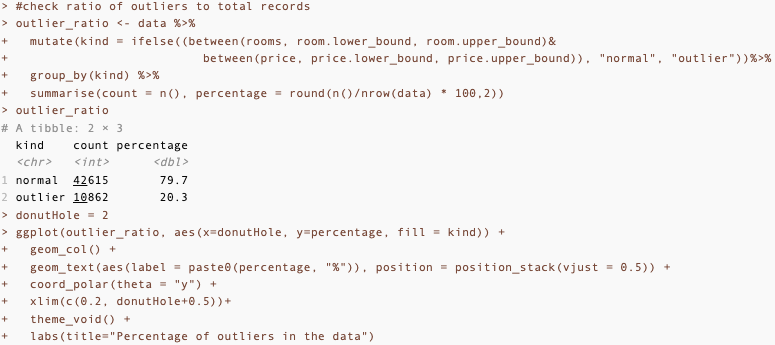 > #check ratio of outliers to total records
> outlier_ratio <- data %>%
+   mutate(kind = ifelse((between(rooms, room.lower_bound, room.upper_bound)&
+                         between(price, price.lower_bound, price.upper_bound)), "normal", "outlier"))%>%
+   group_by(kind) %>%
+   summarise(count = n(), percentage = round(n()/nrow(data) * 100,2))
> outlier_ratio
# A tibble: 2 × 3
  kind    count percentage
  <chr>   <int>      <dbl>
1 normal  42615       79.7
2 outlier 10862       20.3
> donutHole = 2
> ggplot(outlier_ratio, aes(x=donutHole, y=percentage, fill = kind)) +
+   geom_col() +
+   geom_text(aes(label = paste0(percentage, "%")), position = position_stack(vjust = 0.5)) +
+   coord_polar(theta = "y") +
+   xlim(c(0.2, donutHole+0.5))+
+   theme_void() +
+   labs(title="Percentage of outliers in the data")